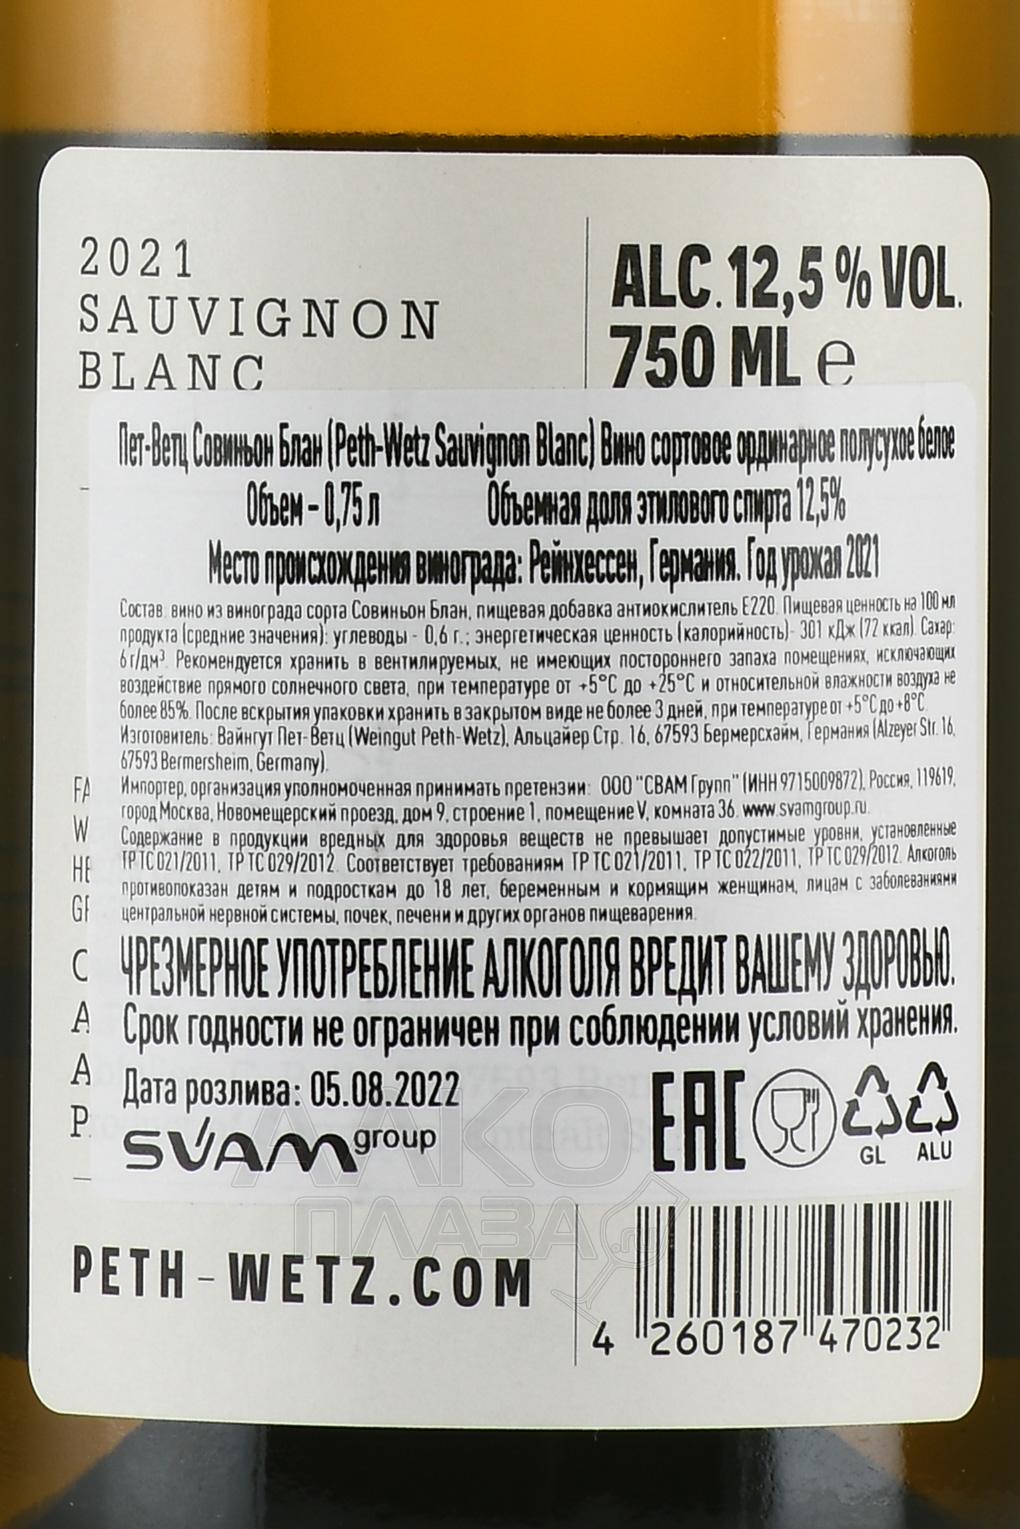 2021
SAUVIGNON
BLANC
ALC. 12,5 % VOL.
750 ML e
Пет-Ветц Совиньон Блан (Peth-Wetz Sauvignon Blanc) Вино сортовое ординарное полусухое белое
Объем – 0,75 л Объемная доля этилового спирта 12,5%
Место происхождения винограда: Рейнхессен, Германия. Год урожая 2021
Состав: вино из винограда сорта Совиньон Блан, пищевая добавка антиокислитель Е220. Пищевая ценность на 100 мл
продукта (средние значения): углеводы - 0,6 г.; энергетическая ценность (калорийность)- 301 кДж (72 ккал). Сахар:
6 г/дм³. Рекомендуется хранить в вентилируемых, не имеющих постороннего запаха помещениях, исключающих
воздействие прямого солнечного света, при температуре от +5°С до +25°С и относительной влажности воздуха не
более 85%. После вскрытия упаковки хранить в закрытом виде не более 3 дней, при температуре от +5°С до +8°С.
Изготовитель: Вайнгут Пет-Ветц (Weingut Peth-Wetz), Альцайер Стр. 16, 67593 Бермерсхайм, Германия (Alzeyer Str. 16,
67593 Bermersheim, Germany).
Импортер, организация уполномоченная принимать претензии: ООО "СВАМ Групп" (ИНН 9715009872), Россия, 119619,
город Москва, Новомещерский проезд, дом 9, строение 1, помещение V, комната 36. www.svamgroup.ru.
Содержание в продукции вредных для здоровья веществ не превышает допустимые уровни, установленные
ТР ТС 021/2011, ТР ТС 029/2012. Соответствует требованиям ТР ТС 021/2011, ТР ТС 022/2011, ТР ТС 029/2012. Алкоголь
противопоказан детям и подросткам до 18 лет, беременным и кормящим женщинам, лицам с заболеваниями
центральной нервной системы, почек, печени и других органов пищеварения.
ЧРЕЗМЕРНОЕ УПОТРЕБЛЕНИЕ АЛКОГОЛЯ ВРЕДИТ ВАШЕМУ ЗДОРОВЬЮ.
Срок годности не ограничен при соблюдении условий хранения.
Дата розлива: 05.08.2022
SVAM group
EAC
GL ALU
АЛКО
ПЛАЗА.ru
PETH-WETZ.COM
4 260187 470232